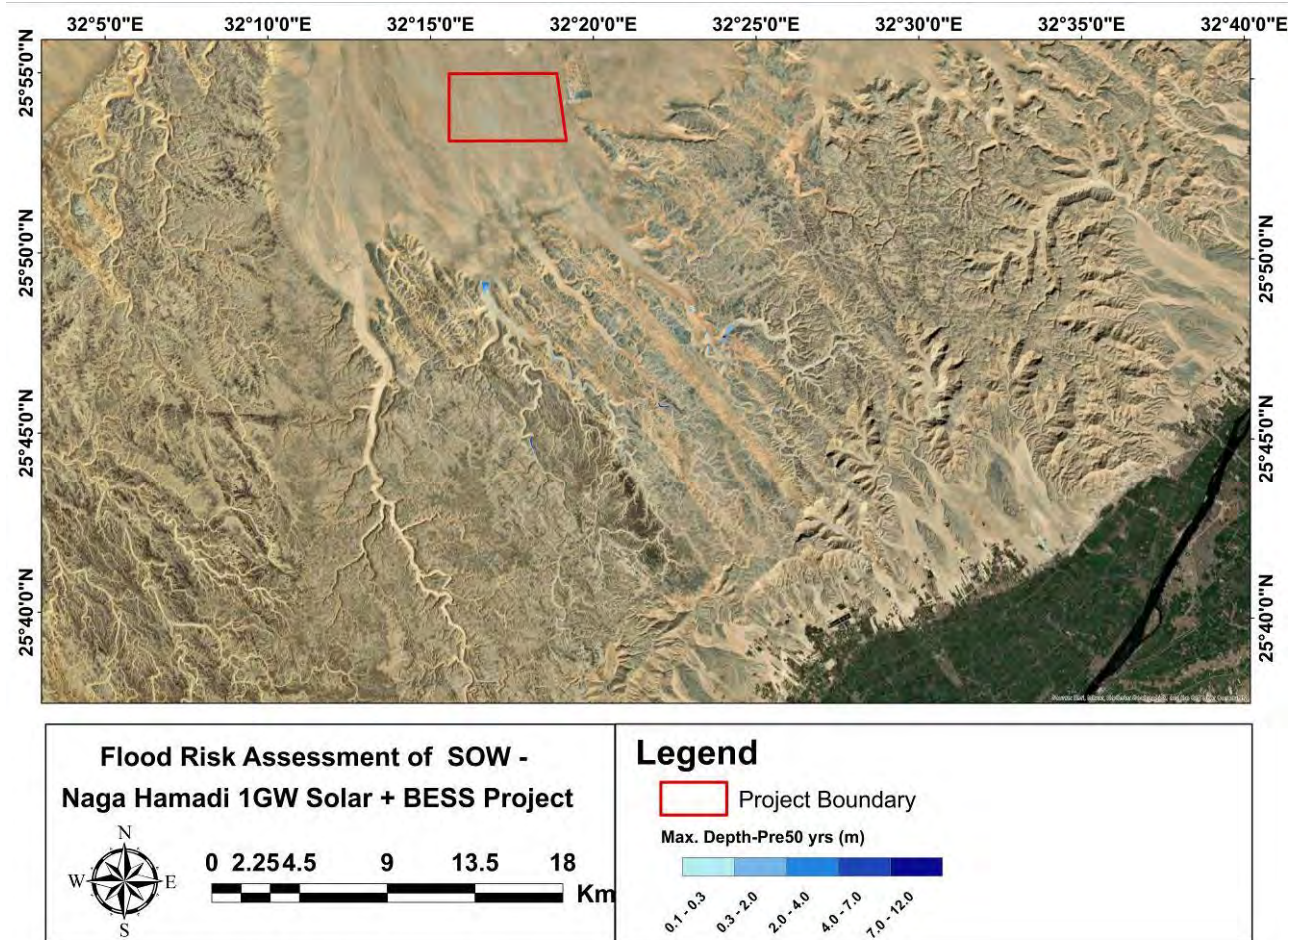 32°5'0"E 32°10'0"E 32°15'0"E 32°20'0"E 32°25'0"E 32°30'0"E 32°35'0"E 32°40'0"E
25°55'0"N
25°50'0"N
25°45'0"N
25°40'0"N
25°50'0"N
25°45'0"N
25°40'0"N
Flood Risk Assessment of SOW -
Naga Hamadi 1GW Solar + BESS Project
N
W E
S
0 2.25 4.5 9 13.5 18
Km
Legend
Project Boundary
Max. Depth-Pre50 yrs (m)
0.1 - 0.3
0.3 - 2.0
2.0 - 4.0
4.0 - 7.0
7.0 - 12.0